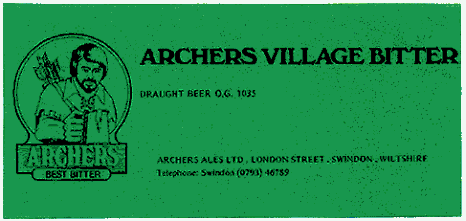 ARCHERS VILLAGE BITTER
DRAUGHT BEER O.G. 1035
ARCHERS
BEST BITTER
ARCHERS ALES LTD . LONDON STREET . SWINDON . WILTSHIRE
Telephone: Swindon (0793) 46789